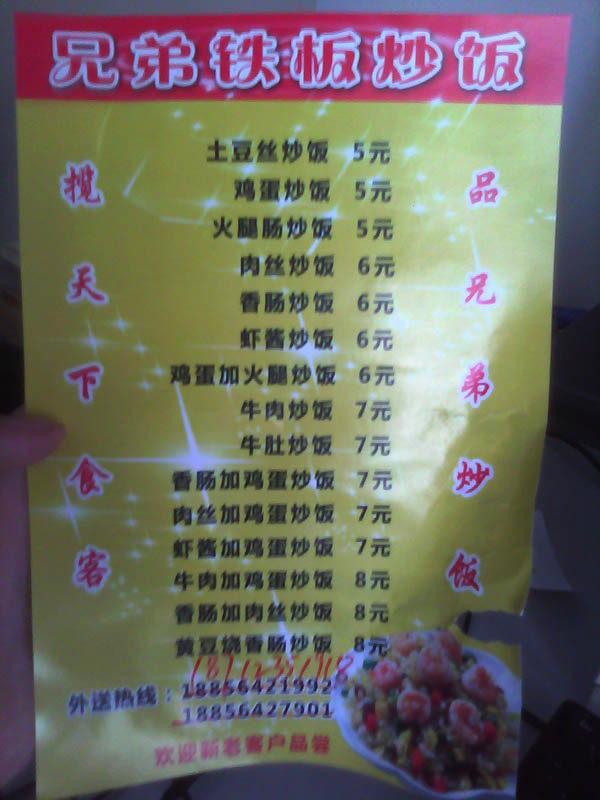 兄弟铁板炒饭
揽天下食客
品兄弟炒饭
土豆丝炒饭 5元
鸡蛋炒饭 5元
火腿肠炒饭 5元
肉丝炒饭 6元
香肠炒饭 6元
虾酱炒饭 6元
鸡蛋加火腿炒饭 6元
牛肉炒饭 7元
牛肚炒饭 7元
香肠加鸡蛋炒饭 7元
肉丝加鸡蛋炒饭 7元
虾酱加鸡蛋炒饭 7元
牛肉加鸡蛋炒饭 8元
香肠加肉丝炒饭 8元
黄豆烧香肠炒饭 8元
外送热线：18856421992
18856427901
欢迎新老客户品尝